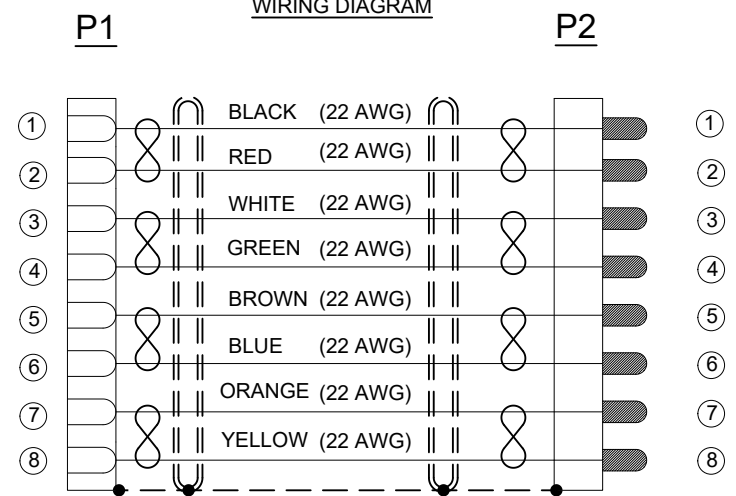 WIRING DIAGRAM
P1 P2
1 BLACK (22 AWG) 1
2 RED (22 AWG) 2
3 WHITE (22 AWG) 3
4 GREEN (22 AWG) 4
5 BROWN (22 AWG) 5
6 BLUE (22 AWG) 6
7 ORANGE (22 AWG) 7
8 YELLOW (22 AWG) 8